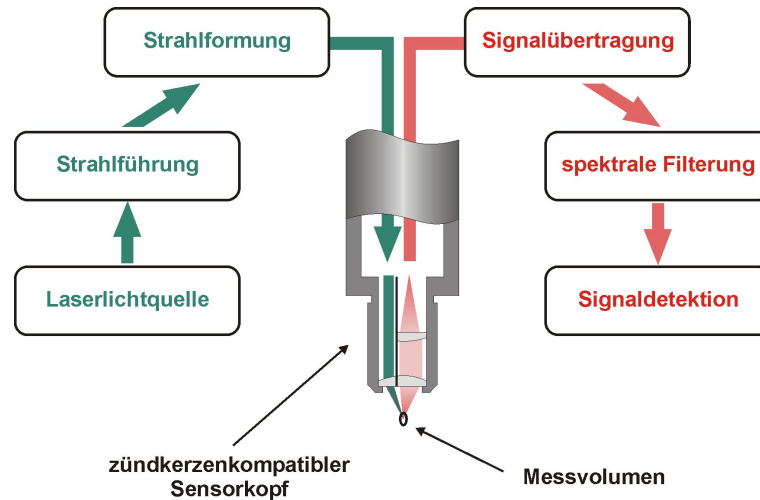 Strahlformung
Signalübertragung
Strahlführung
spektrale Filterung
Laserlichtquelle
Signaldetektion
zündkerzenkompatibler
Sensorkopf
Messvolumen